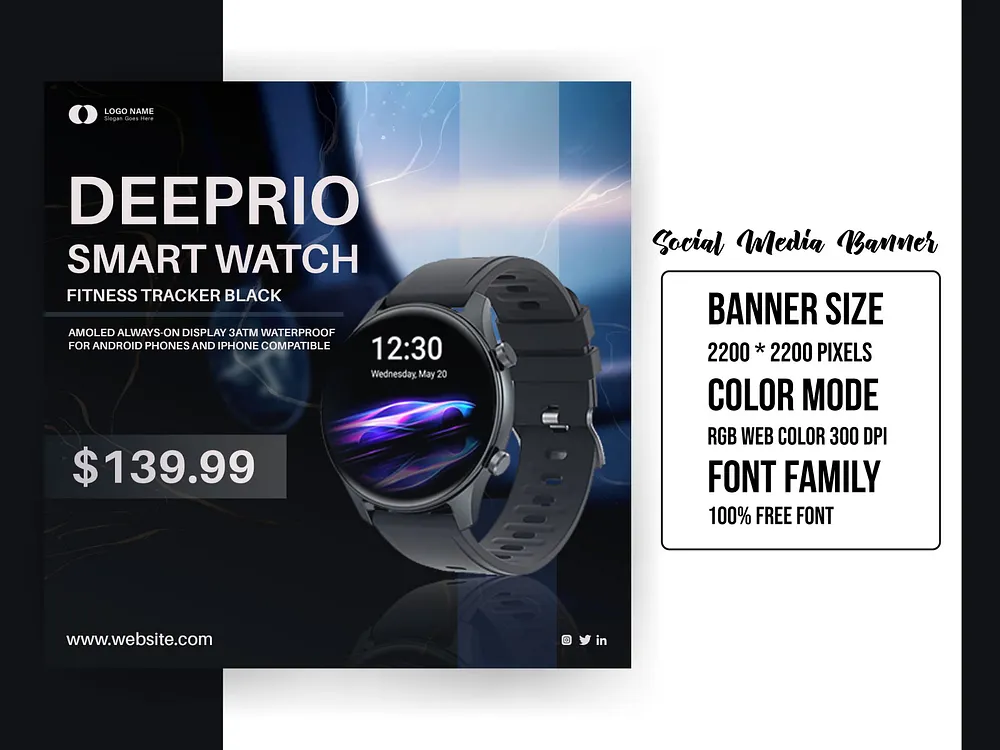 LOGO NAME
Slogan Goes Here
DEEPRIO
SMART WATCH
FITNESS TRACKER BLACK
AMOLED ALWAYS-ON DISPLAY 3ATM WATERPROOF
FOR ANDROID PHONES AND IPHONE COMPATIBLE
12:30
Wednesday, May 20
$139.99
www.website.com
in
Social Media Banner
BANNER SIZE
2200 * 2200 PIXELS
COLOR MODE
RGB WEB COLOR 300 DPI
FONT FAMILY
100% FREE FONT